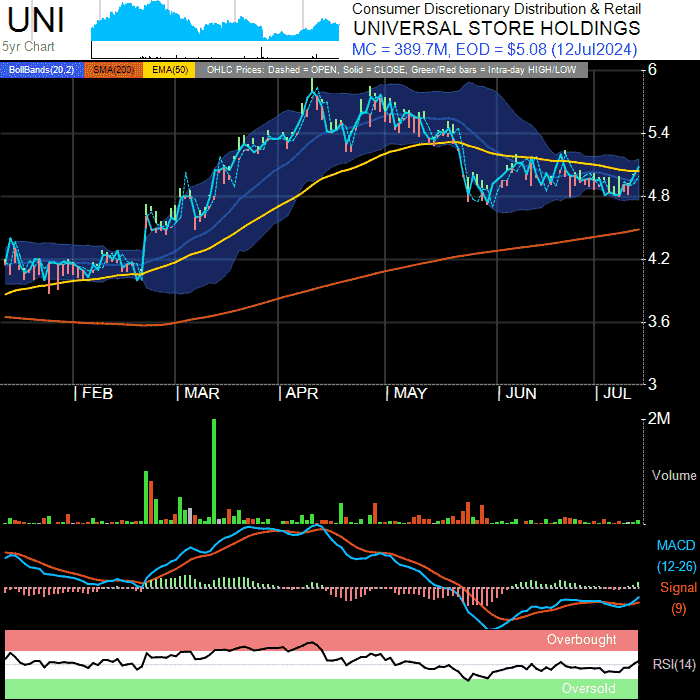 UNI
5yr Chart
Consumer Discretionary Distribution & Retail
UNIVERSAL STORE HOLDINGS
MC = 389.7M, EOD = $5.08 (12Jul2024)
BollBands(20,2) SMA(200) EMA(50) OHLC Prices: Dashed = OPEN, Solid = CLOSE, Green/Red bars = Intra-day HIGH/LOW
6
5.4
4.8
4.2
3.6
3
| FEB | MAR | APR | MAY | JUN | JUL
2M
Volume
MACD
(12-26)
Signal
(9)
Overbought
RSI(14)
Oversold